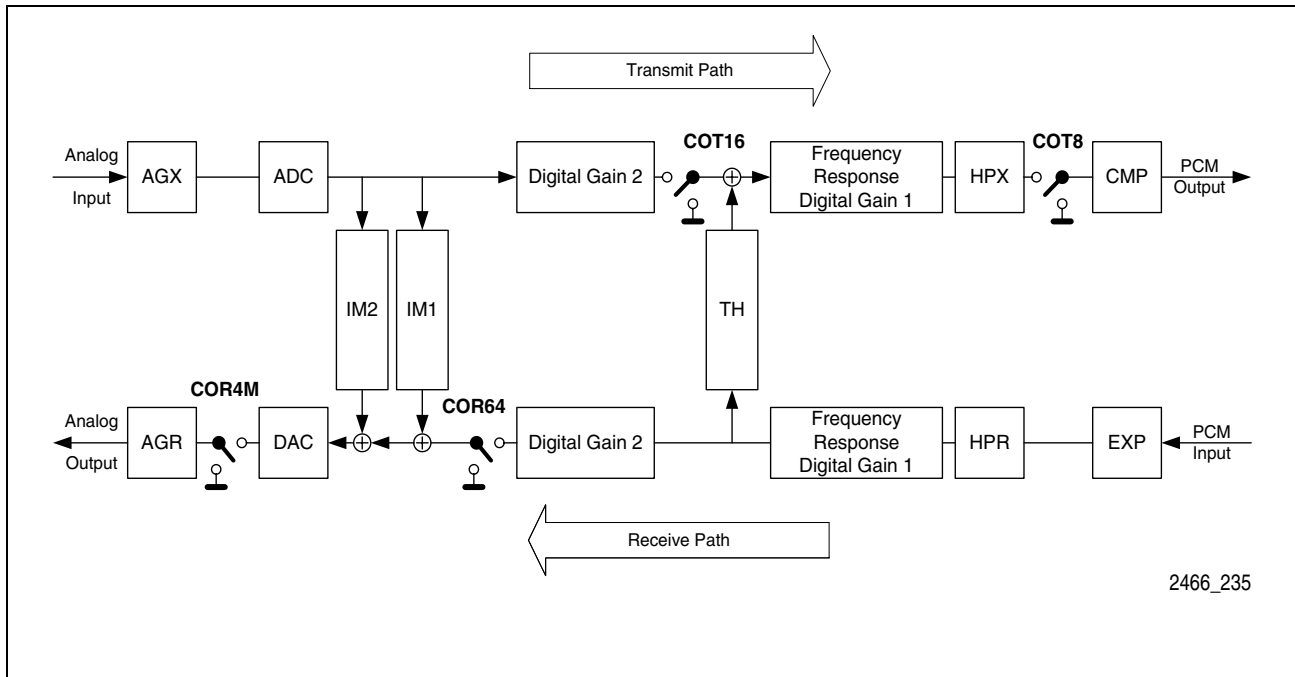 Transmit Path
COT16
COT8
Analog
Input
AGX
ADC
Digital Gain 2
Frequency
Response
Digital Gain 1
HPX
CMP
PCM
Output
IM2
IM1
TH
COR4M
COR64
Analog
Output
AGR
DAC
Digital Gain 2
Frequency
Response
Digital Gain 1
HPR
EXP
PCM
Input
Receive Path
2466_235